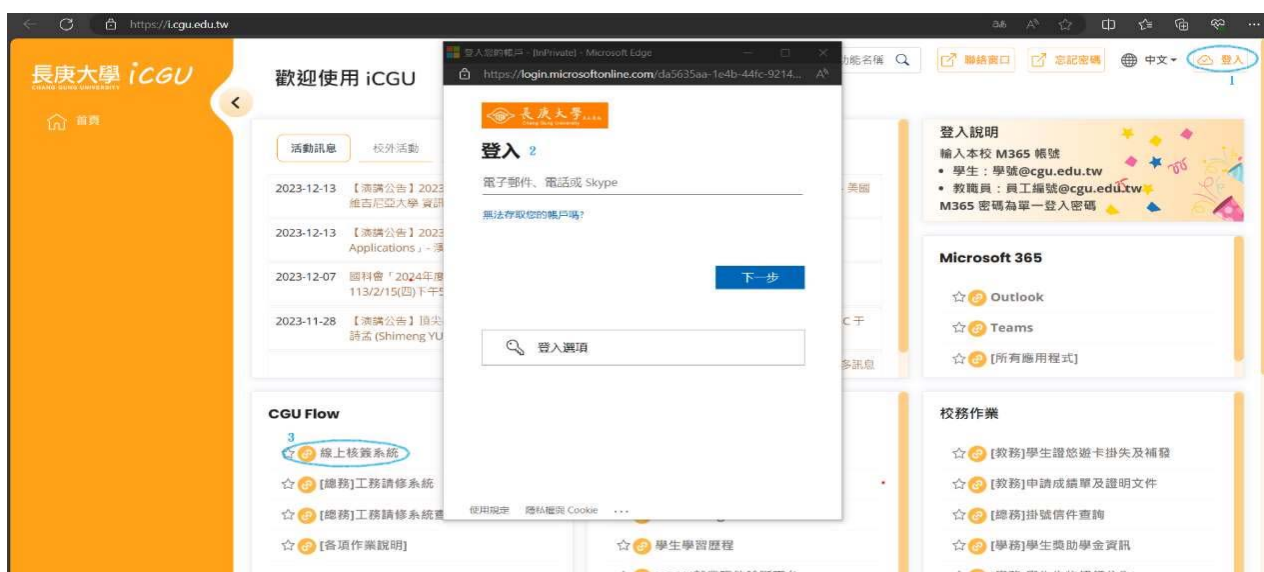 https://i.cgu.edu.tw
長庚大學 iCGU
CHANG GUNG UNIVERSITY
首頁
歡迎使用 iCGU
功能名稱
聯絡窗口
忘記密碼
中文
登入
1
活動訊息
校外活動
2023-12-13
【演講公告】2023
美國
維吉尼亞大學 資訊
2023-12-13
【演講公告】2023
Applications」-
2023-12-07
國科會「2024年度
113/2/15(四)下午5
2023-11-28
【演講公告】頂尖
C 于
詩孟 (Shimeng YU
多訊息
登入您的帳戶 - [InPrivate] - Microsoft Edge
https://login.microsoftonline.com/da5635aa-1e4b-44fc-9214...
長庚大學
Chang Gung University
登入 2
電子郵件、電話或 Skype
無法存取您的帳戶嗎?
下一步
登入選項
使用規定
隱私權與 Cookie
...
登入說明
輸入本校 M365 帳號
• 學生：學號@cgu.edu.tw
• 教職員：員工編號@cgu.edu.tw
M365 密碼為單一登入密碼
Microsoft 365
Outlook
Teams
[所有應用程式]
CGU Flow
3
線上核簽系統
[總務]工務請修系統
[總務]工務請修系統查
[各項作業說明]
學生學習歷程
校務作業
[教務]學生證悠遊卡掛失及補發
[教務]申請成績單及證明文件
[總務]掛號信件查詢
[學務]學生獎助學金資訊